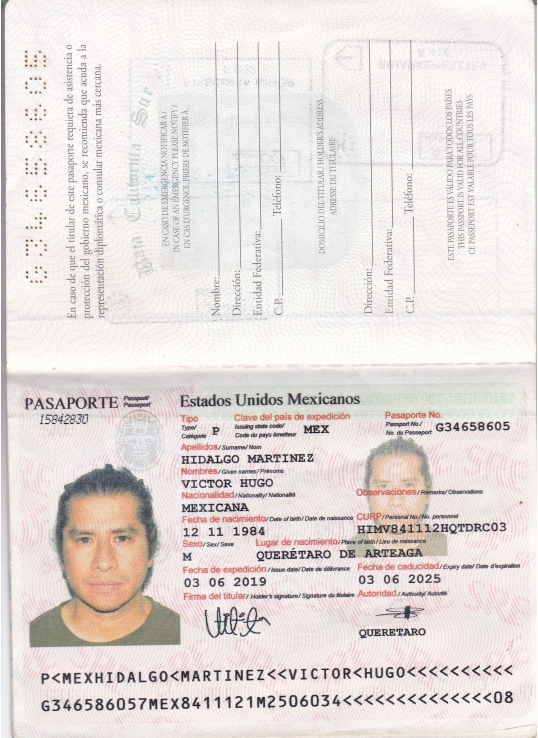 G34658605
En caso de que el titular de este pasaporte requiera de asistencia o
protección del gobierno mexicano, se recomienda que acuda a la
representación diplomática o consular mexicana más cercana.
Baja California Sur
EN CASO DE EMERGENCIA NOTIFICAR A /
IN CASE OF AN EMERGENCY PLEASE NOTIFY /
EN CAS D'URGENCE, PRIERE DE NOTIFIER À.
Nombre:
Dirección:
Entidad Federativa:
C.P. Teléfono:
DOMICILIO DEL TITULAR / HOLDER'S ADDRESS
ADRESSE DU TITULAIRE
Dirección:
Entidad Federativa:
C.P. Teléfono:
ESTE PASAPORTE ES VÁLIDO PARA TODOS LOS PAÍSES
THIS PASSPORT IS VALID FOR ALL COUNTRIES
CE PASSEPORT EST VALABLE POUR TOUS LES PAYS
PASAPORTE Passport/ Passeport
15842830
Estados Unidos Mexicanos
Tipo Clave del país de expedición Pasaporte No.
Type/ Catégorie P Issuing state code/ Code du pays émetteur MEX Passport No./ No. du Passeport G34658605
Apellidos/ Surname/ Nom
HIDALGO MARTINEZ
Nombres/ Given names/ Prénoms
VICTOR HUGO
Nacionalidad/ Nationality/ Nationalité Observaciones/ Remarks/ Observations
MEXICANA
Fecha de nacimiento/ Date of birth/ Date de naissance CURP/ Personal No./ No. personnel
12 11 1984 HIMV841112HQTDRC03
Sexo/ Sex/ Sexe Lugar de nacimiento/ Place of birth/ Lieu de naissance
M QUERÉTARO DE ARTEAGA
Fecha de expedición/ Issue date/ Date de délivrance Fecha de caducidad/ Expiry date/ Date d'expiration
03 06 2019 03 06 2025
Firma del titular/ Holder's signature/ Signature du titulaire Autoridad/ Authority/ Autorité
QUERETARO
P<MEXHIDALGO<MARTINEZ<<VICTOR<HUGO<<<<<<<<<<
G346586057MEX8411121M2506034<<<<<<<<<<<<<<08